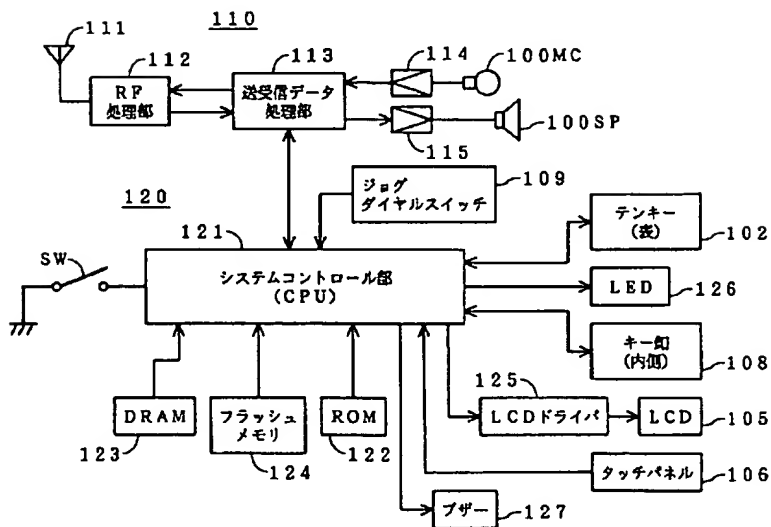 111
110
112
RF
処理部
113
送受信データ
処理部
114
100MC
115
100SP
109
ジョグ
ダイヤルスイッチ
120
121
システムコントロール部
(CPU)
SW
テンキー
(表)
102
LED
126
キー釦
(内側)
108
DRAM
123
フラッシュ
メモリ
124
ROM
122
125
LCDドライバ
LCD
105
タッチパネル
106
ブザー
127